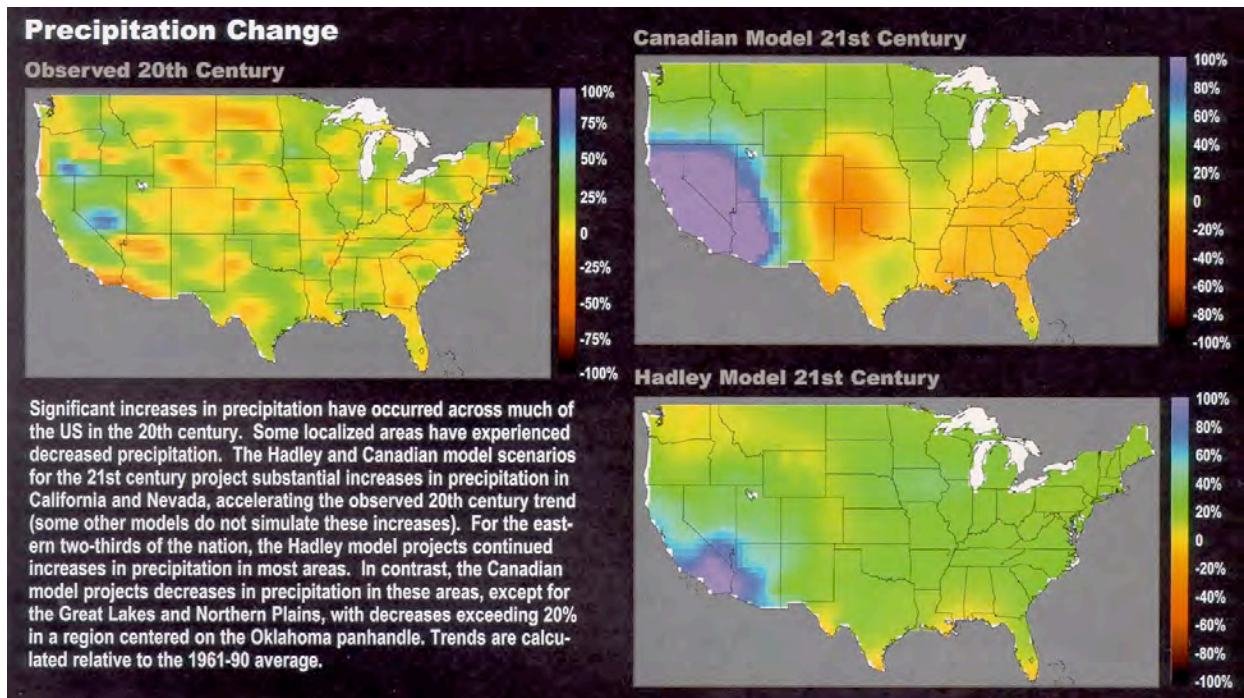 Precipitation Change
Observed 20th Century
100%
75%
50%
25%
0
-25%
-50%
-75%
-100%
Significant increases in precipitation have occurred across much of
the US in the 20th century. Some localized areas have experienced
decreased precipitation. The Hadley and Canadian model scenarios
for the 21st century project substantial increases in precipitation in
California and Nevada, accelerating the observed 20th century trend
(some other models do not simulate these increases). For the east-
ern two-thirds of the nation, the Hadley model projects continued
increases in precipitation in most areas. In contrast, the Canadian
model projects decreases in precipitation in these areas, except for
the Great Lakes and Northern Plains, with decreases exceeding 20%
in a region centered on the Oklahoma panhandle. Trends are calcu-
lated relative to the 1961-90 average.
Canadian Model 21st Century
100%
80%
60%
40%
20%
0
-20%
-40%
-60%
-80%
-100%
Hadley Model 21st Century
100%
80%
60%
40%
20%
0
-20%
-40%
-60%
-80%
-100%